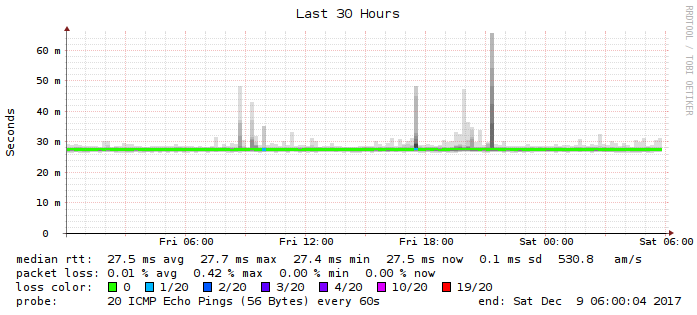 Last 30 Hours
RRDTOOL / TOBI OETIKER
Seconds
60 m
50 m
40 m
30 m
20 m
10 m
0
Fri 06:00 Fri 12:00 Fri 18:00 Sat 00:00 Sat 06:00
median rtt: 27.5 ms avg 27.7 ms max 27.4 ms min 27.5 ms now 0.1 ms sd 530.8 am/s
packet loss: 0.01 % avg 0.42 % max 0.00 % min 0.00 % now
loss color: 0 1/20 2/20 3/20 4/20 10/20 19/20
probe: 20 ICMP Echo Pings (56 Bytes) every 60s end: Sat Dec 9 06:00:04 2017